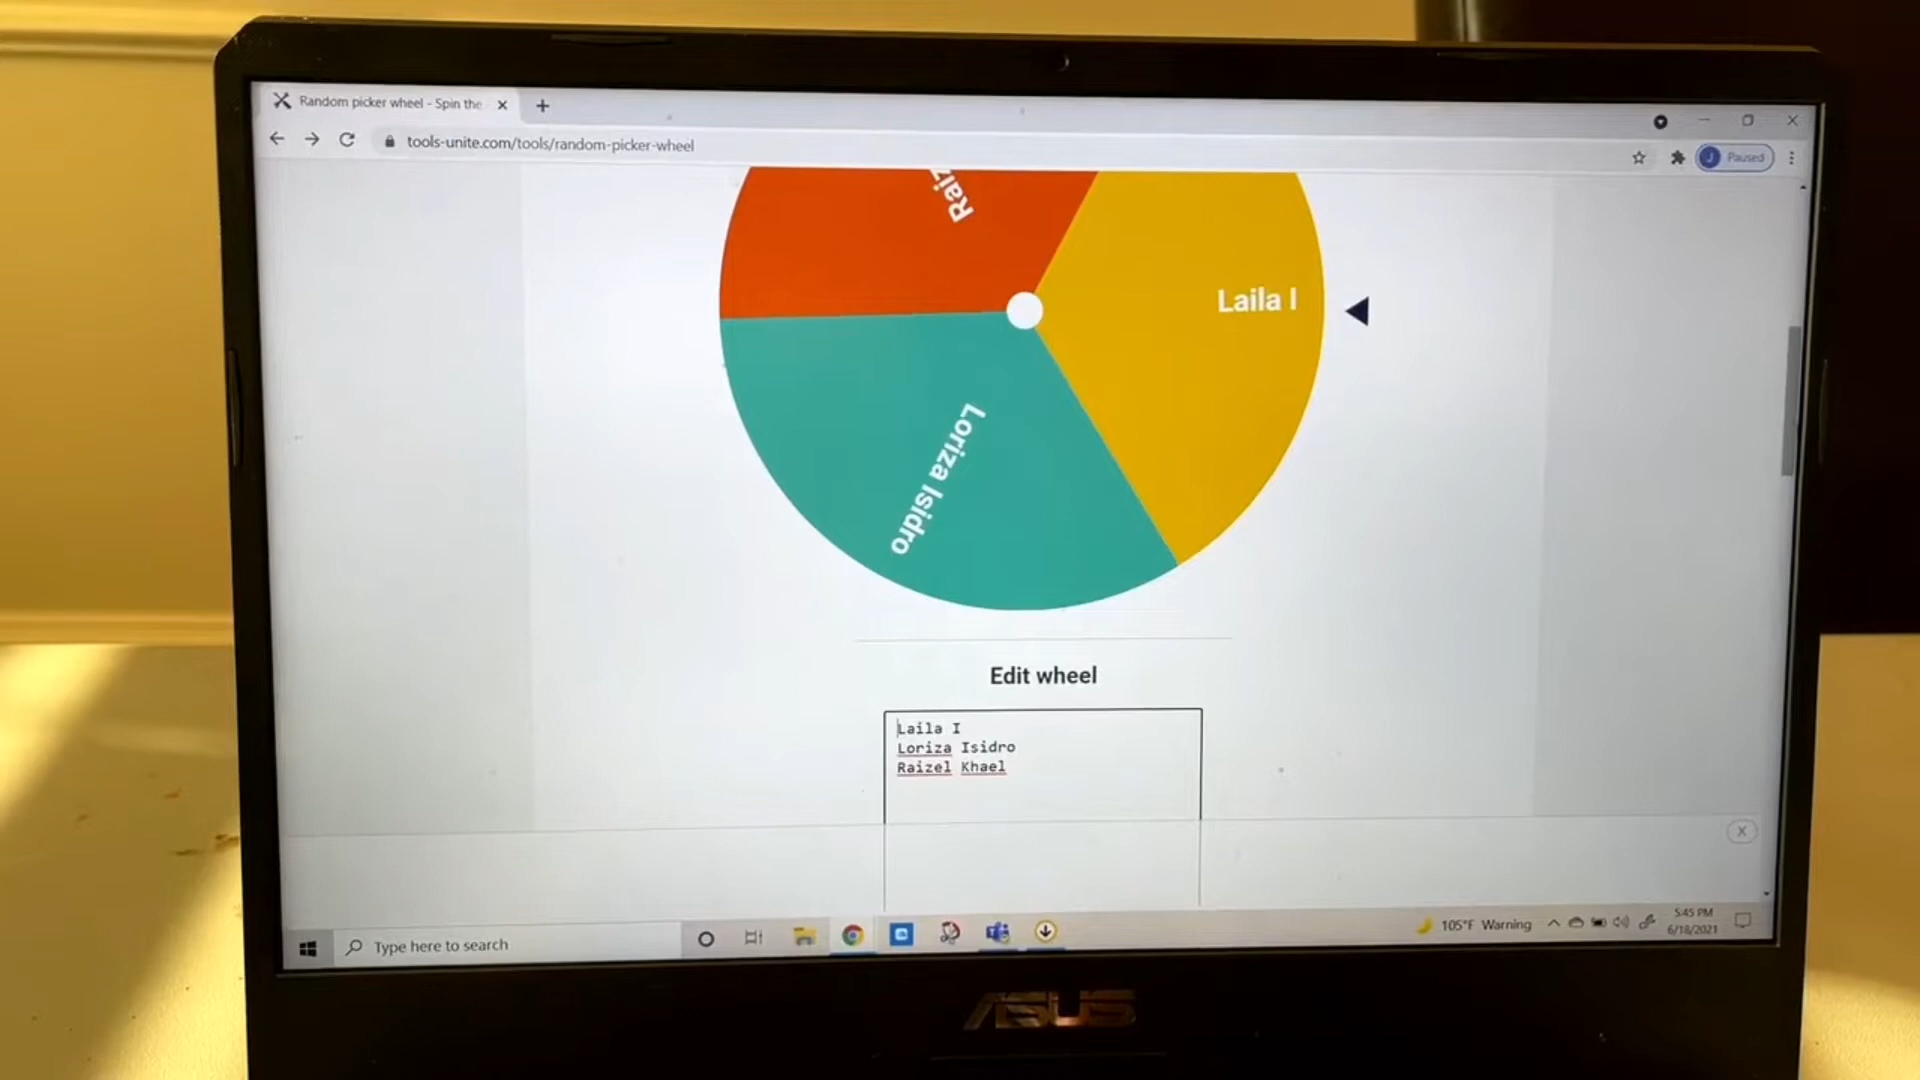 Random picker wheel - Spin the
tools-unite.com/tools/random-picker-wheel
Paused
Raiz
Laila I
Loriza Isidro
Edit wheel
Laila I
Loriza Isidro
Raizel Khael
X
Type here to search
105°F Warning
5:45 PM
6/18/2021
ASUS